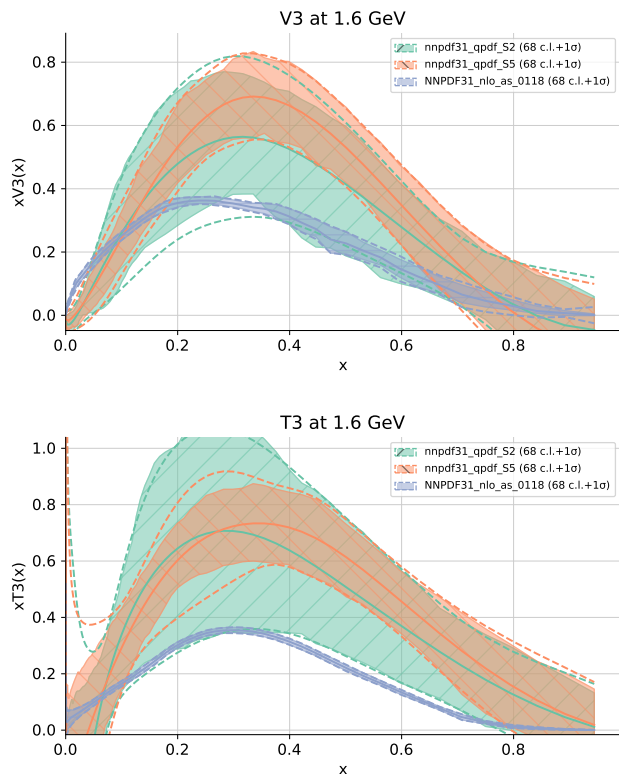 V3 at 1.6 GeV
nnpdf31_qpdf_S2 (68 c.l.+1σ)
nnpdf31_qpdf_S5 (68 c.l.+1σ)
NNPDF31_nlo_as_0118 (68 c.l.+1σ)
xV3(x)
0.8
0.6
0.4
0.2
0.0
0.0 0.2 0.4 0.6 0.8
x
T3 at 1.6 GeV
nnpdf31_qpdf_S2 (68 c.l.+1σ)
nnpdf31_qpdf_S5 (68 c.l.+1σ)
NNPDF31_nlo_as_0118 (68 c.l.+1σ)
xT3(x)
1.0
0.8
0.6
0.4
0.2
0.0
0.0 0.2 0.4 0.6 0.8
x